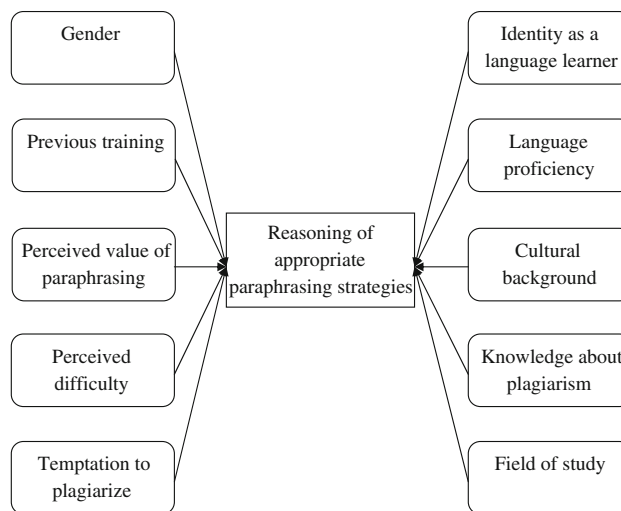 Gender
Previous training
Perceived value of
paraphrasing
Perceived
difficulty
Temptation to
plagiarize
Reasoning of
appropriate
paraphrasing strategies
Identity as a
language learner
Language
proficiency
Cultural
background
Knowledge about
plagiarism
Field of study